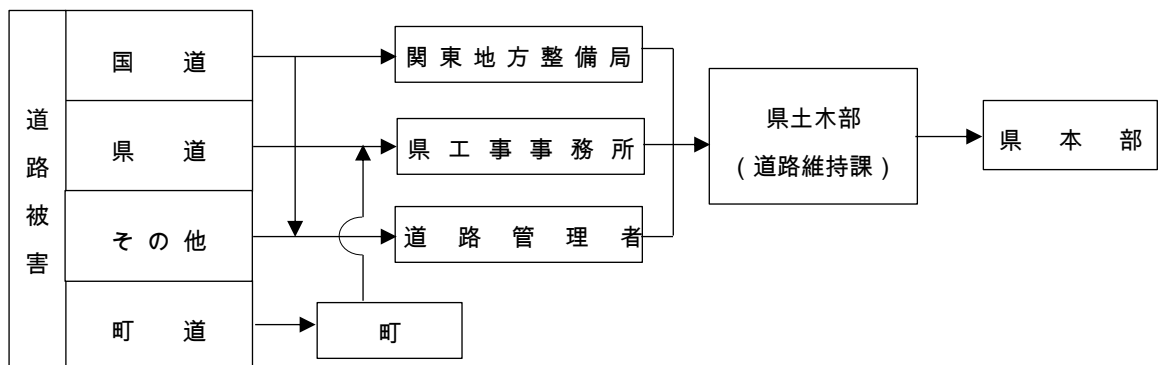 道路被害
国道
県道
その他
町道
関東地方整備局
県工事事務所
道路管理者
町
県土木部
(道路維持課)
県本部